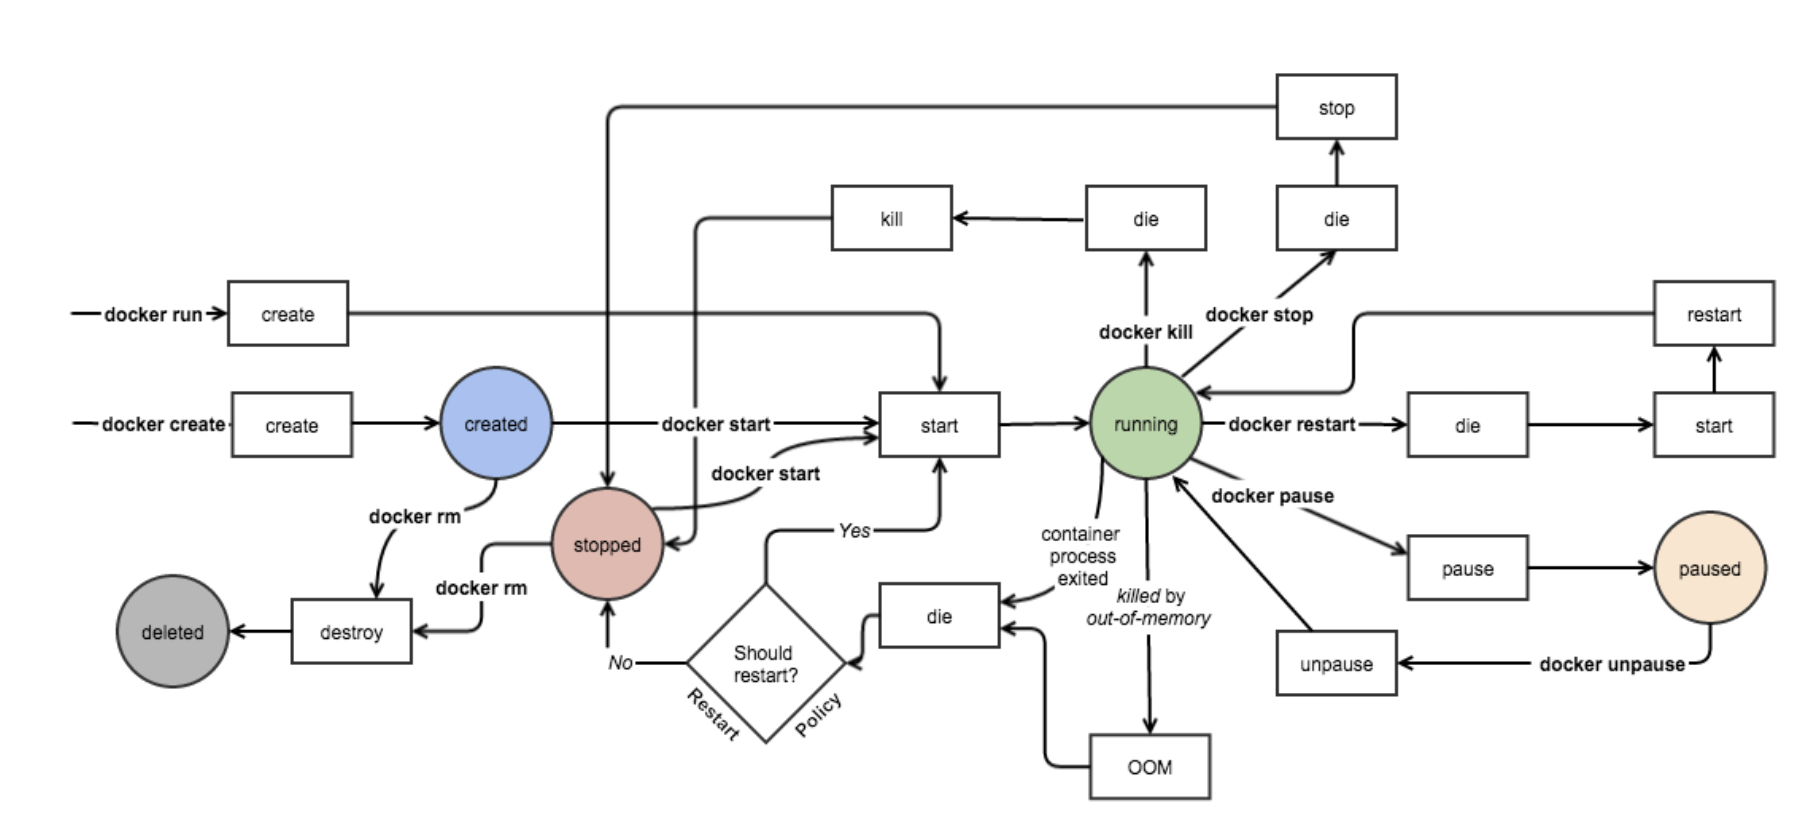 stop
kill
die
die
docker run
create
docker kill
docker stop
restart
docker create
create
created
docker start
start
running
docker restart
die
start
docker start
docker rm
stopped
Yes
docker pause
container
process
exited
pause
paused
docker rm
killed by
out-of-memory
deleted
destroy
die
No
Should
restart?
Restart
Policy
unpause
docker unpause
OOM